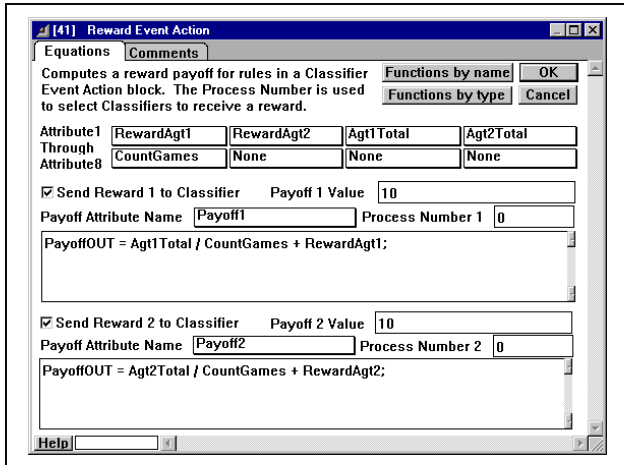 [41] Reward Event Action
Equations Comments
Computes a reward payoff for rules in a Classifier
Event Action block. The Process Number is used
to select Classifiers to receive a reward.
Functions by name OK
Functions by type Cancel
Attribute1 RewardAgt1 RewardAgt2 Agt1Total Agt2Total
Through
Attribute8 CountGames None None None
Send Reward 1 to Classifier Payoff 1 Value 10
Payoff Attribute Name Payoff1 Process Number 1 0
PayoffOUT = Agt1Total / CountGames + RewardAgt1;
Send Reward 2 to Classifier Payoff 2 Value 10
Payoff Attribute Name Payoff2 Process Number 2 0
PayoffOUT = Agt2Total / CountGames + RewardAgt2;
Help